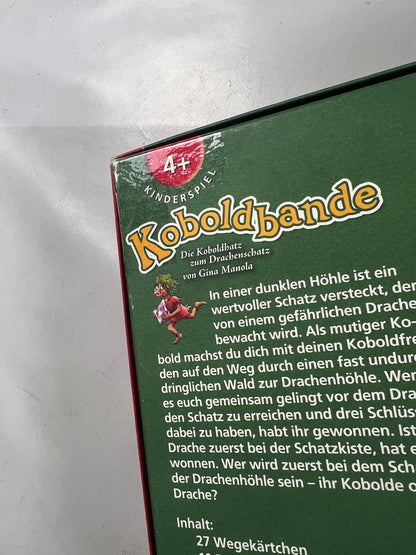 4+
KINDERSPIEL
Koboldbande
Die Koboldhatz
zum Drachenschatz
von Gina Manola
In einer dunklen Höhle ist ein
wertvoller Schatz versteckt, der
von einem gefährlichen Drache
bewacht wird. Als mutiger Ko-
bold machst du dich mit deinen Koboldfre
den auf den Weg durch einen fast undur
dringlichen Wald zur Drachenhöhle. Wer
es euch gemeinsam gelingt vor dem Dra
den Schatz zu erreichen und drei Schlüss
dabei zu haben, habt ihr gewonnen. Ist
Drache zuerst bei der Schatzkiste, hat e
wonnen. Wer wird zuerst bei dem Sch
der Drachenhöhle sein – ihr Kobolde o
Drache?
Inhalt:
27 Wegekärtchen